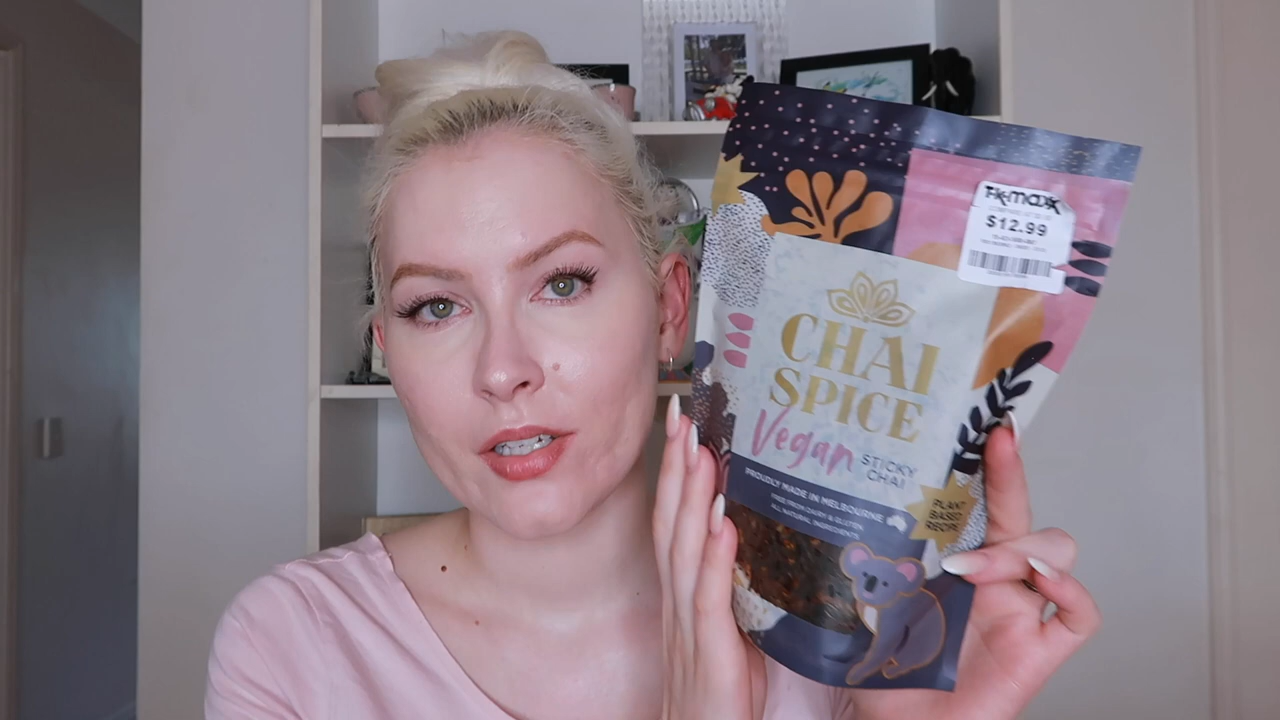 TK-maxx
$12.99
CHAI
SPICE
Vegan
STICKY
CHAI
PROUDLY MADE IN MELBOURNE
FREE FROM DAIRY & GLUTEN
ALL NATURAL INGREDIENTS
PLANT
BASED
RECIPE